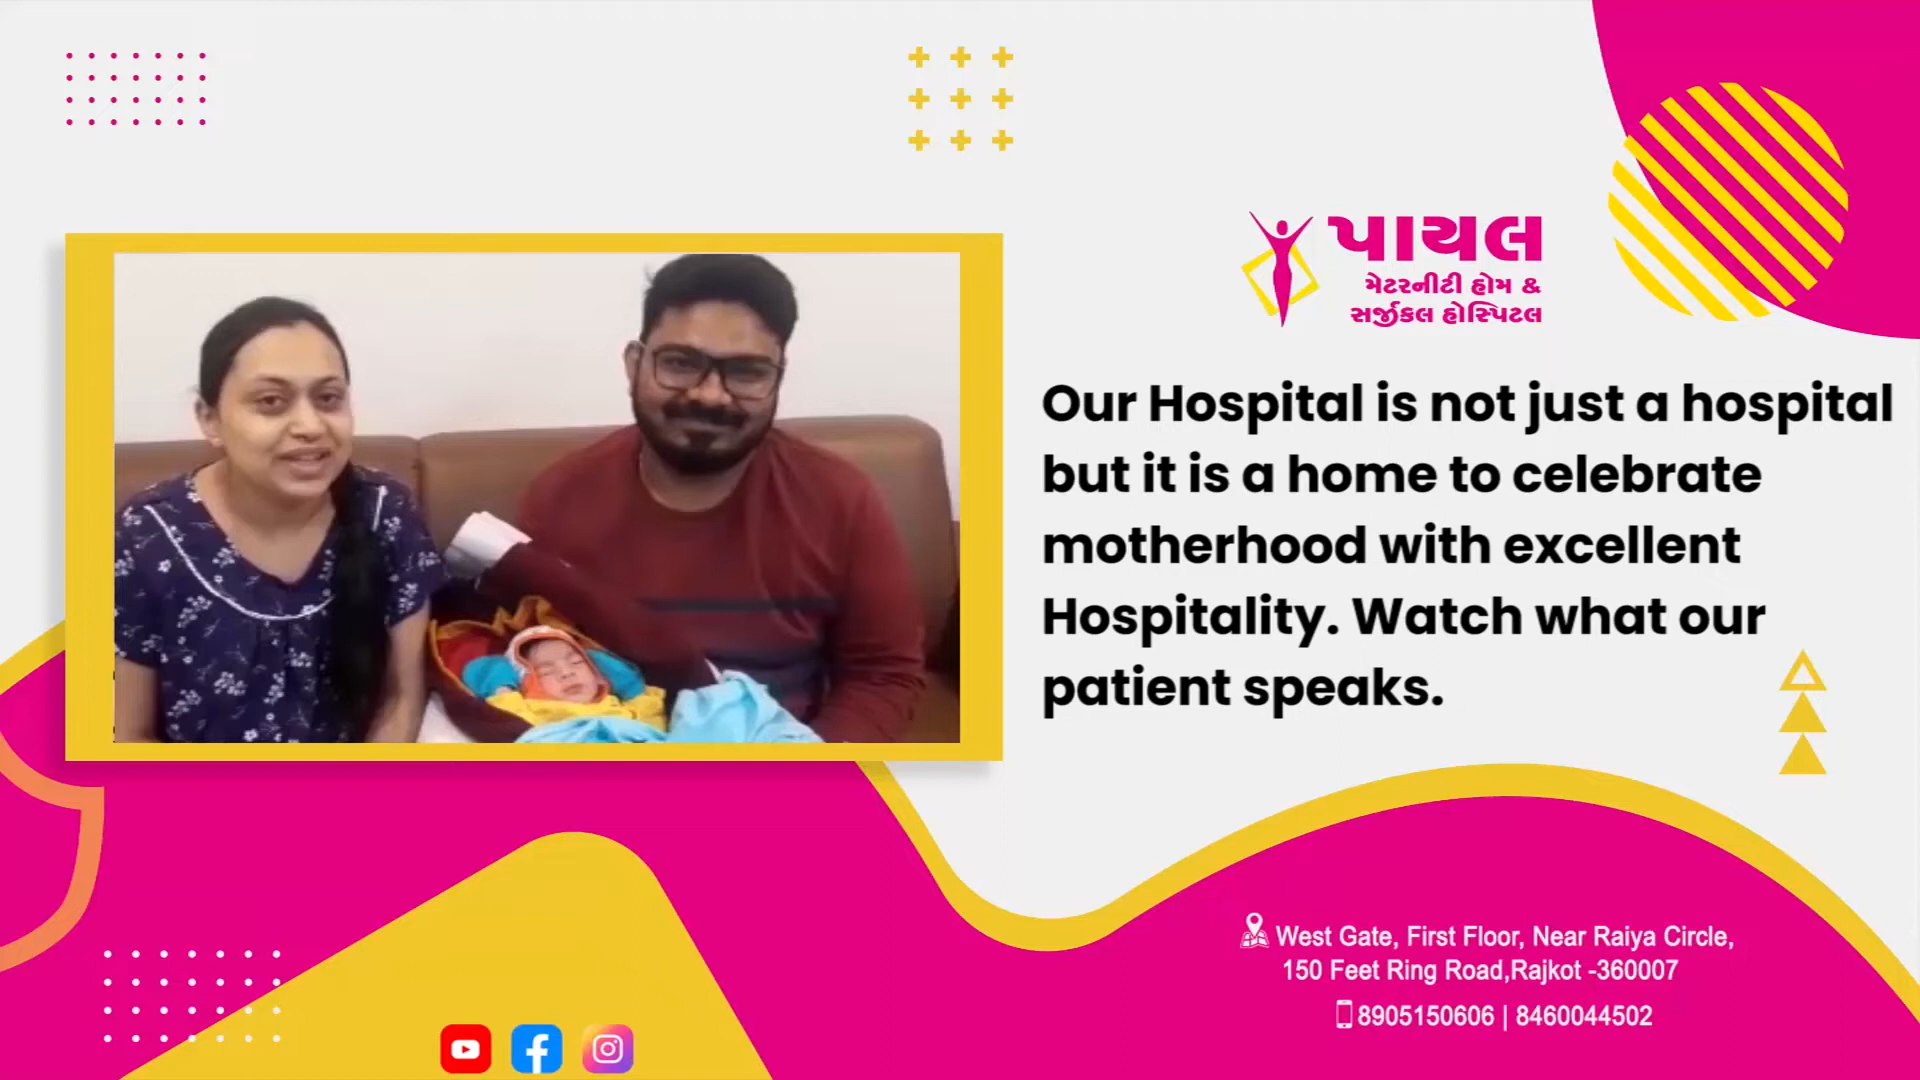 પાયલ
મેટરનીટી હોમ &
સર્જીકલ હોસ્પિટલ
Our Hospital is not just a hospital
but it is a home to celebrate
motherhood with excellent
Hospitality. Watch what our
patient speaks.
West Gate, First Floor, Near Raiya Circle,
150 Feet Ring Road,Rajkot -360007
8905150606 | 8460044502